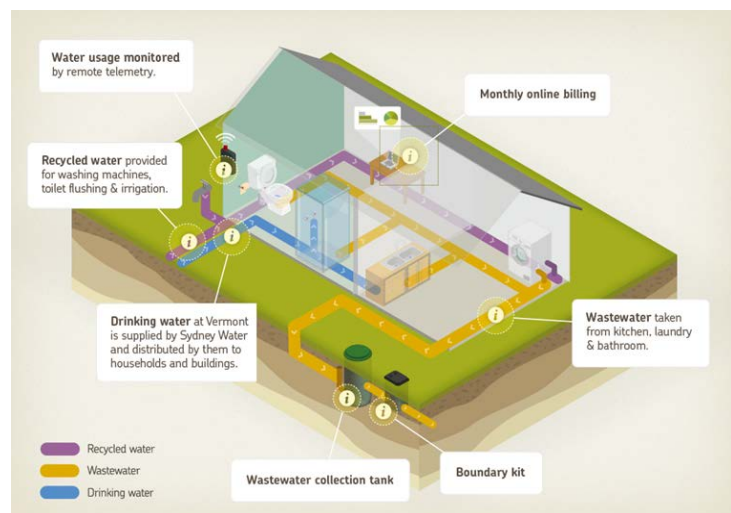 Water usage monitored
by remote telemetry.
Monthly online billing
Recycled water provided
for washing machines,
toilet flushing & irrigation.
Drinking water at Vermont
is supplied by Sydney Water
and distributed by them to
households and buildings.
Wastewater taken
from kitchen, laundry
& bathroom.
Wastewater collection tank
Boundary kit
Recycled water
Wastewater
Drinking water
i
i
i
i
i
i
i